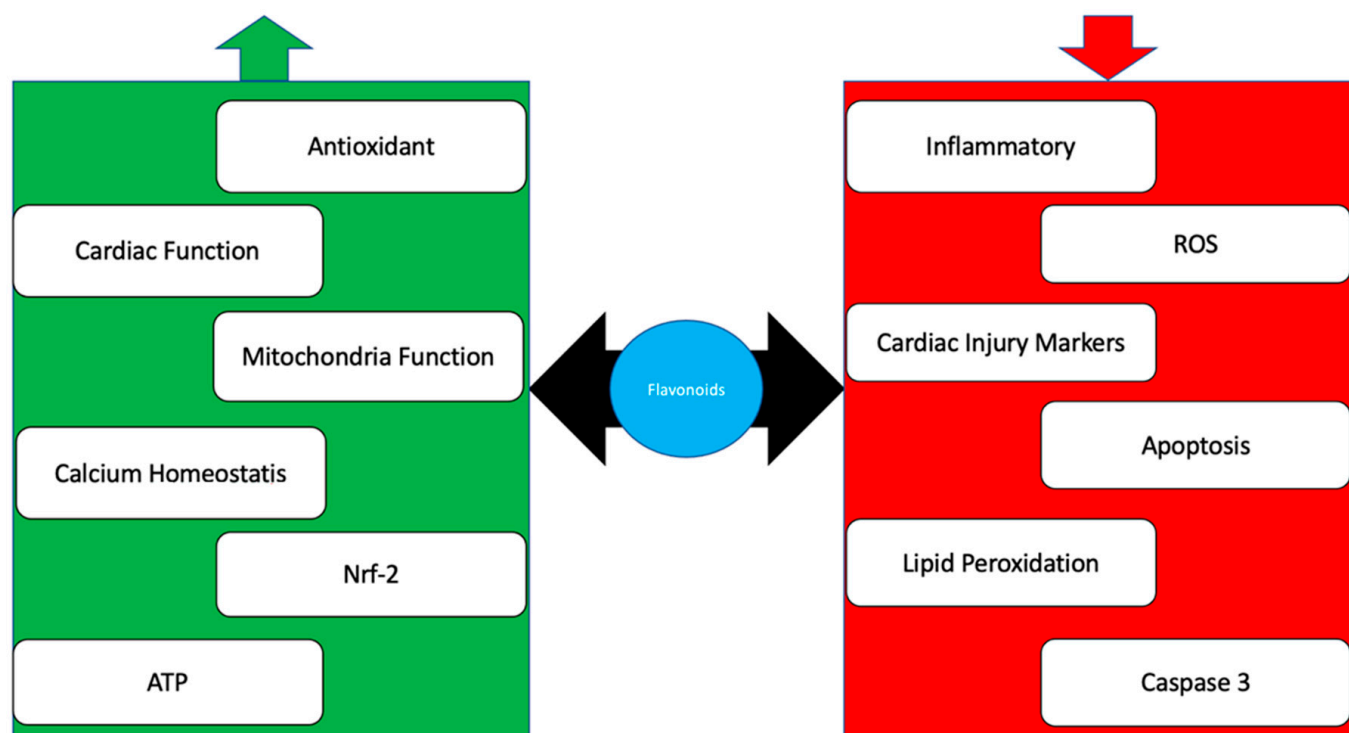 Antioxidant
Cardiac Function
Mitochondria Function
Calcium Homeostatis
Nrf-2
ATP
Flavonoids
Inflammatory
ROS
Cardiac Injury Markers
Apoptosis
Lipid Peroxidation
Caspase 3